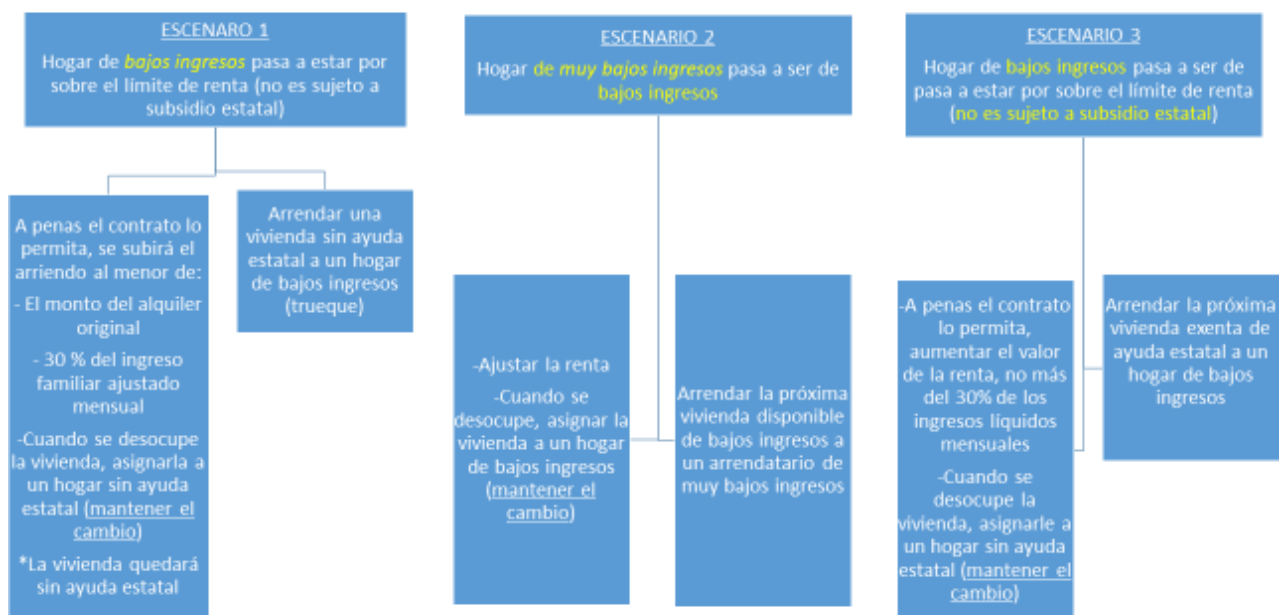 ESCENARO 1
Hogar de bajos ingresos pasa a estar por
sobre el límite de renta (no es sujeto a
subsidio estatal)
A penas el contrato lo
permita, se subirá el
arriendo al menor de:
- El monto del alquiler
original
- 30 % del ingreso
familiar ajustado
mensual
-Cuando se desocupe
la vivienda, asignarla a
un hogar sin ayuda
estatal (mantener el
cambio)
*La vivienda quedará
sin ayuda estatal
Arrendar una
vivienda sin ayuda
estatal a un hogar
de bajos ingresos
(trueque)
ESCENARIO 2
Hogar de muy bajos ingresos pasa a ser de
bajos ingresos
-Ajustar la renta
-Cuando se
desocupe, asignar la
vivienda a un hogar
de bajos ingresos
(mantener el
cambio)
Arrendar la próxima
vivienda disponible
de bajos ingresos a
un arrendatario de
muy bajos ingresos
ESCENARIO 3
Hogar de bajos ingresos pasa a ser de
pasa a estar por sobre el límite de renta
(no es sujeto a subsidio estatal)
-A penas el contrato
lo permita,
aumentar el valor
de la renta, no más
del 30% de los
ingresos líquidos
mensuales
-Cuando se
desocupe la
vivienda, asignarle a
un hogar sin ayuda
estatal (mantener el
cambio)
Arrendar la próxima
vivienda exenta de
ayuda estatal a un
hogar de bajos
ingresos